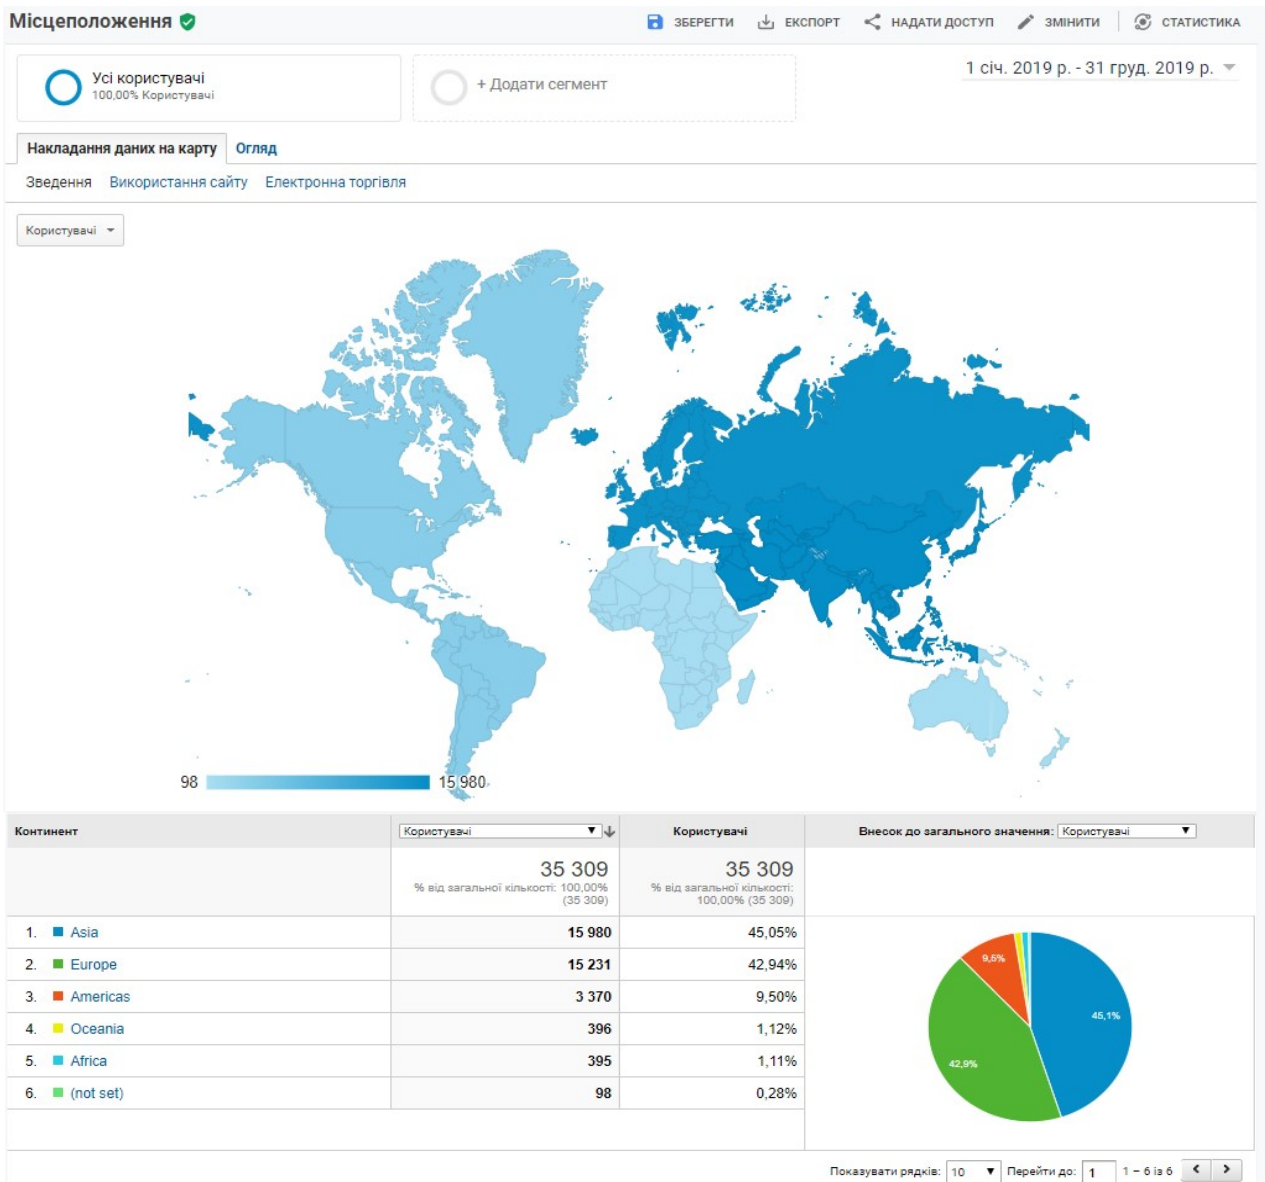 Місцеположення
ЗБЕРЕГТИ ЕКСПОРТ НАДАТИ ДОСТУП ЗМІНИТИ СТАТИСТИКА
Усі користувачі
100,00% Користувачі
+ Додати сегмент
1 січ. 2019 р. - 31 груд. 2019 р.
Накладання даних на карту Огляд
Зведення Використання сайту Електронна торгівля
Користувачі
98 15 980
Континент Користувачі Користувачі Внесок до загального значення: Користувачі
35 309 35 309
% від загальної кількості: 100,00% % від загальної кількості:
(35 309) 100,00% (35 309)
1. Asia 15 980 45,05%
2. Europe 15 231 42,94%
3. Americas 3 370 9,50%
4. Oceania 396 1,12%
5. Africa 395 1,11%
6. (not set) 98 0,28%
9,5%
45,1%
42,9%
Показувати рядків: 10 Перейти до: 1 1 – 6 із 6